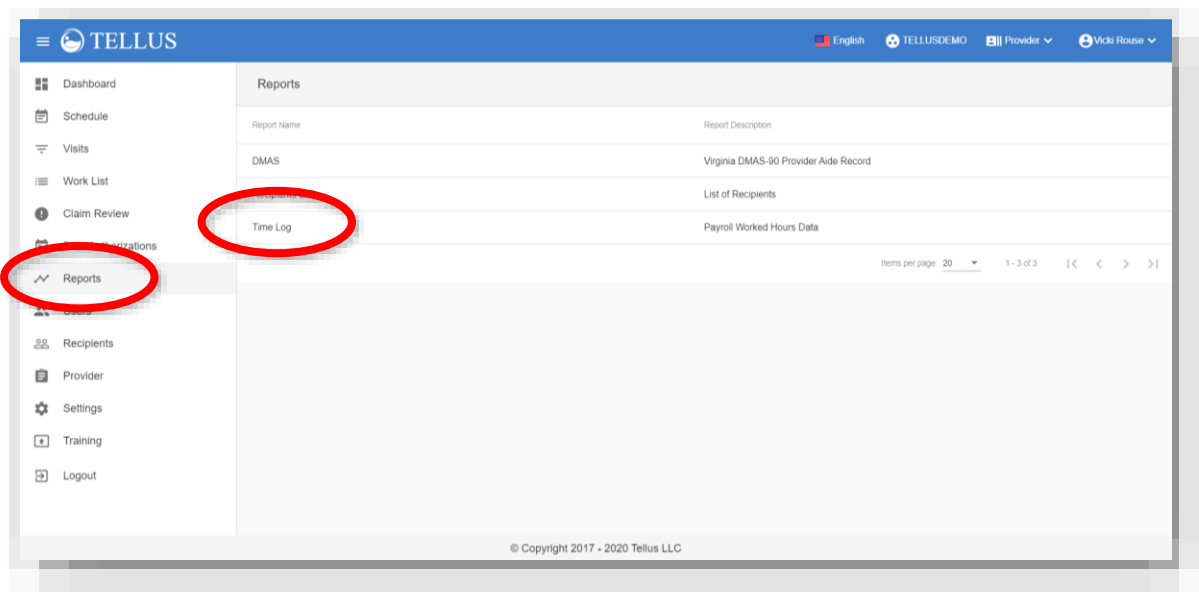 TELLUS
English TELLUSDEMO Provider Vicki Rouse
Dashboard
Schedule
Visits
Work List
Claim Review
Reports
Users
Recipients
Provider
Settings
Training
Logout
Reports
Report Name Report Description
DMAS Virginia DMAS-90 Provider Aide Record
Recipients List of Recipients
Time Log Payroll Worked Hours Data
Items per page: 20 1 - 3 of 3
© Copyright 2017 - 2020 Tellus LLC